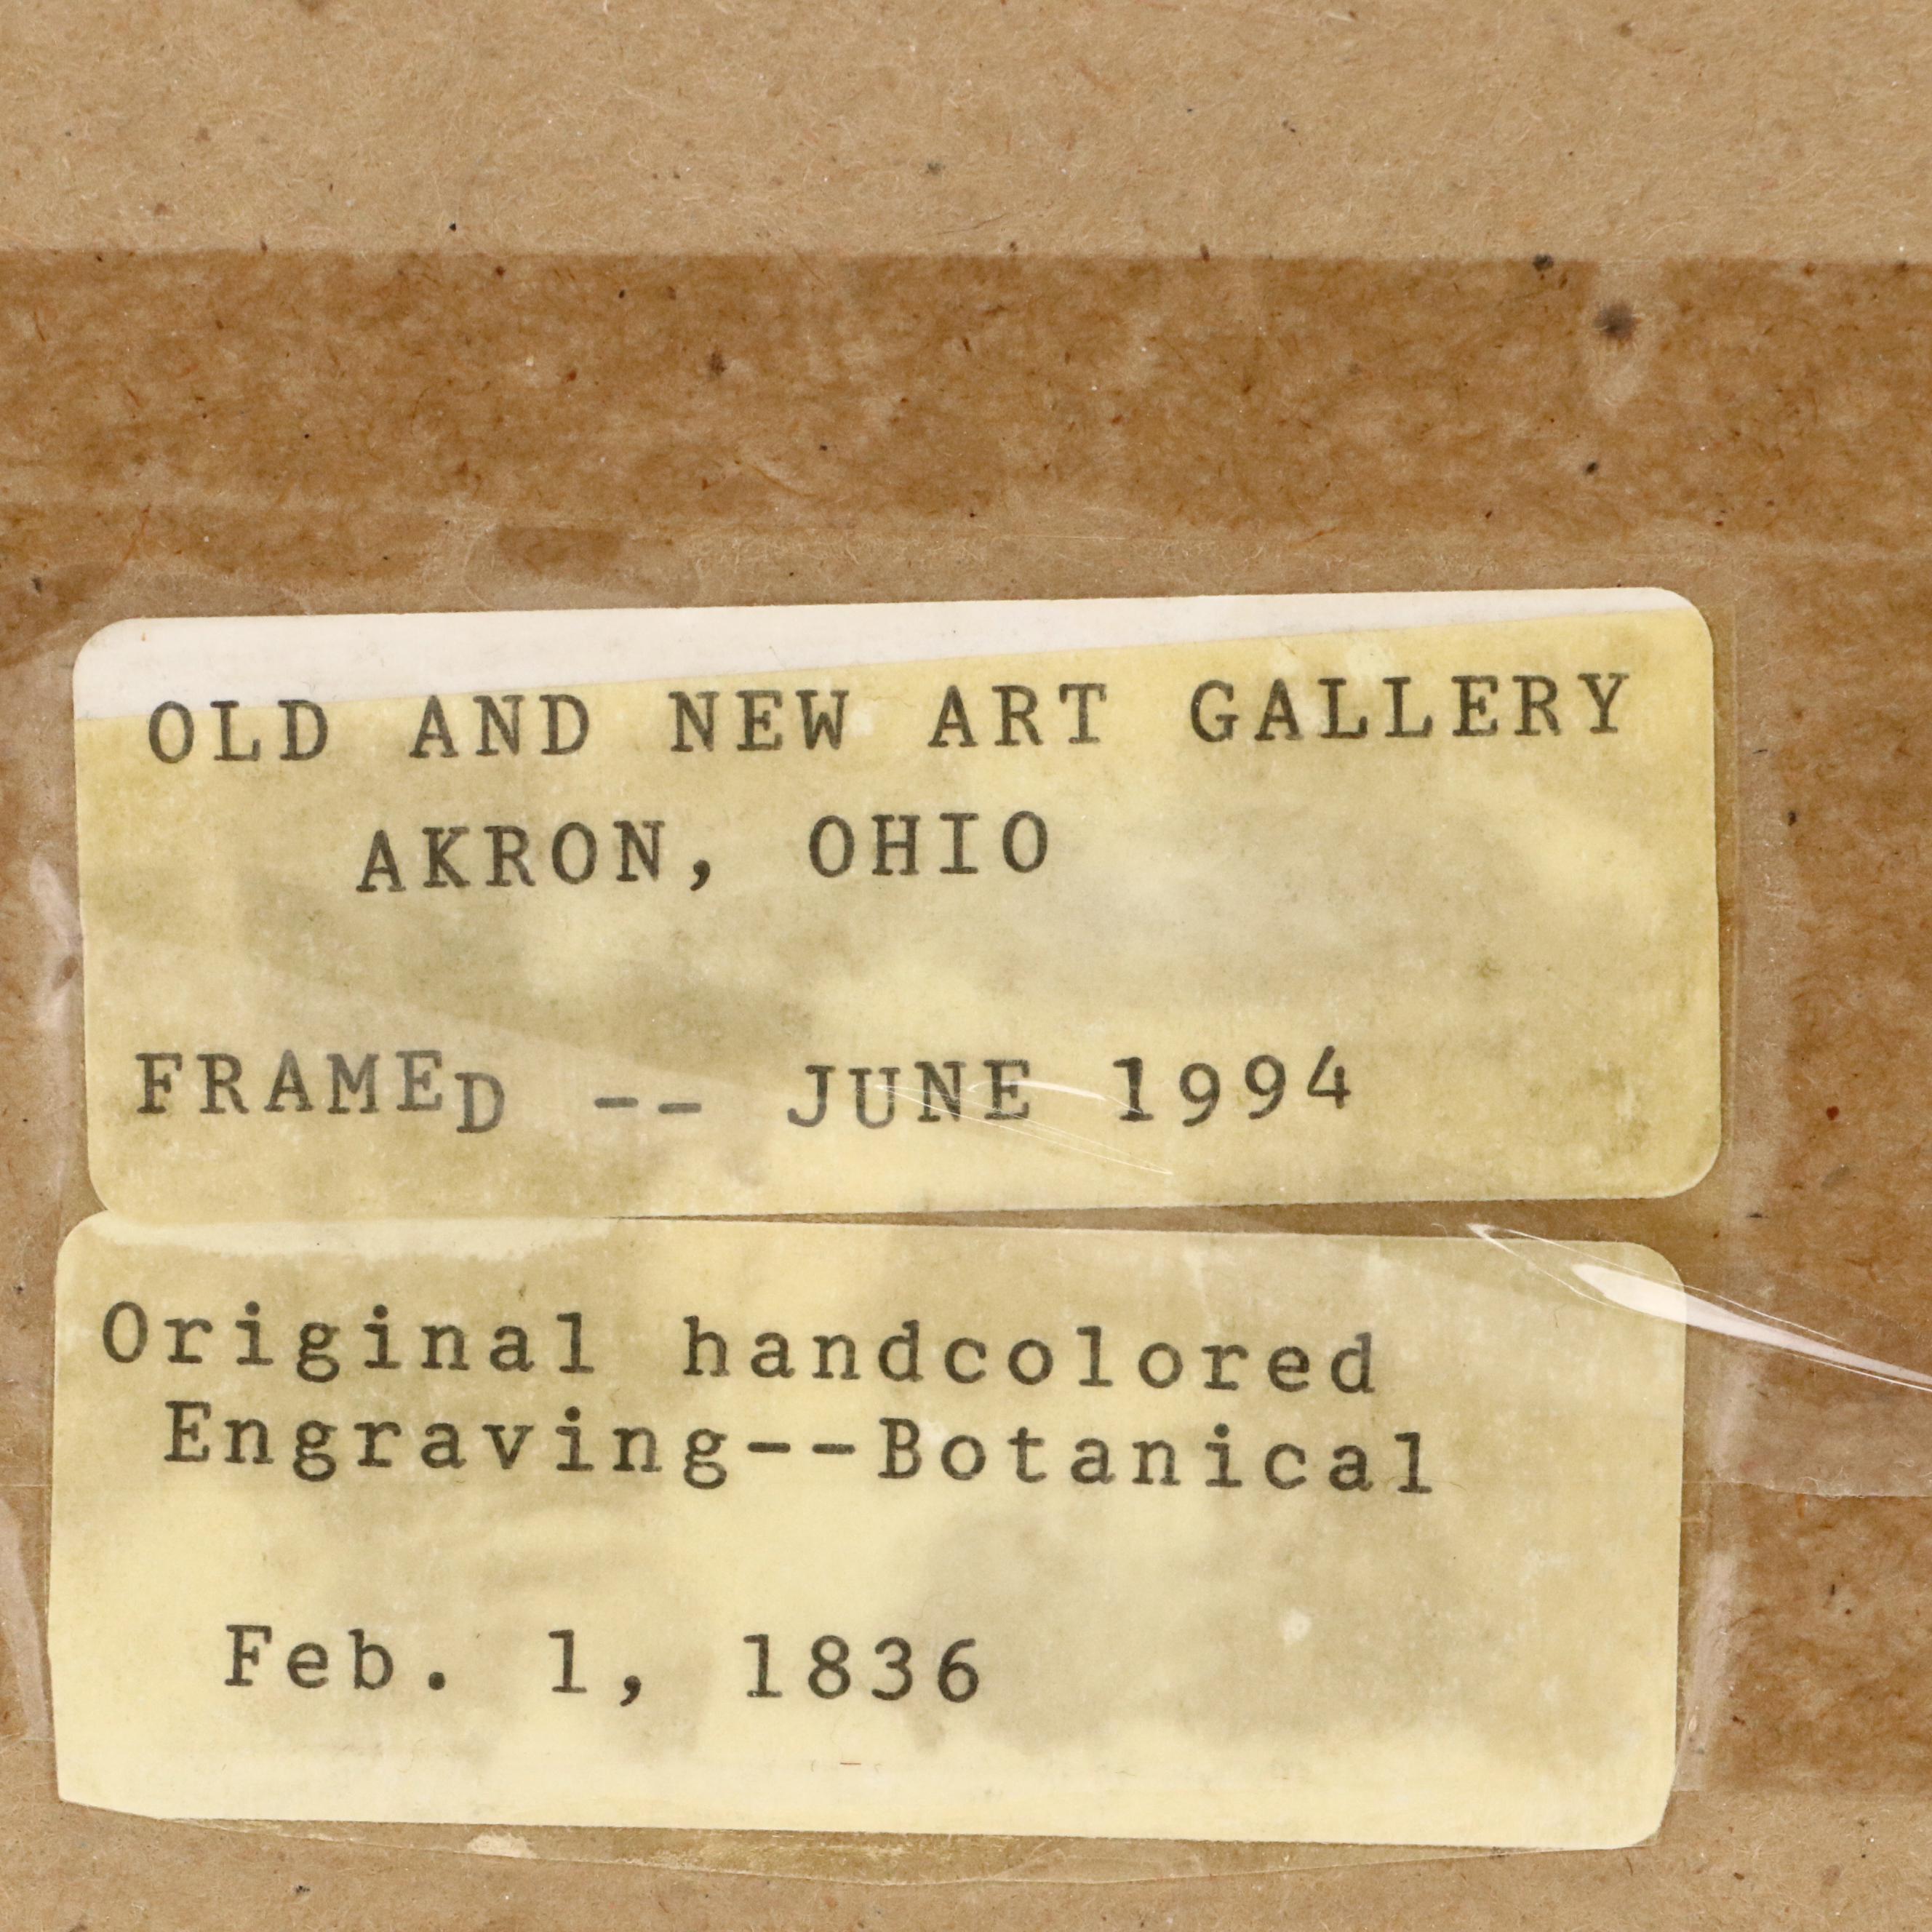 OLD AND NEW ART GALLERY
AKRON, OHIO
FRAMED -- JUNE 1994
Original handcolored
Engraving--Botanical
Feb. 1, 1836